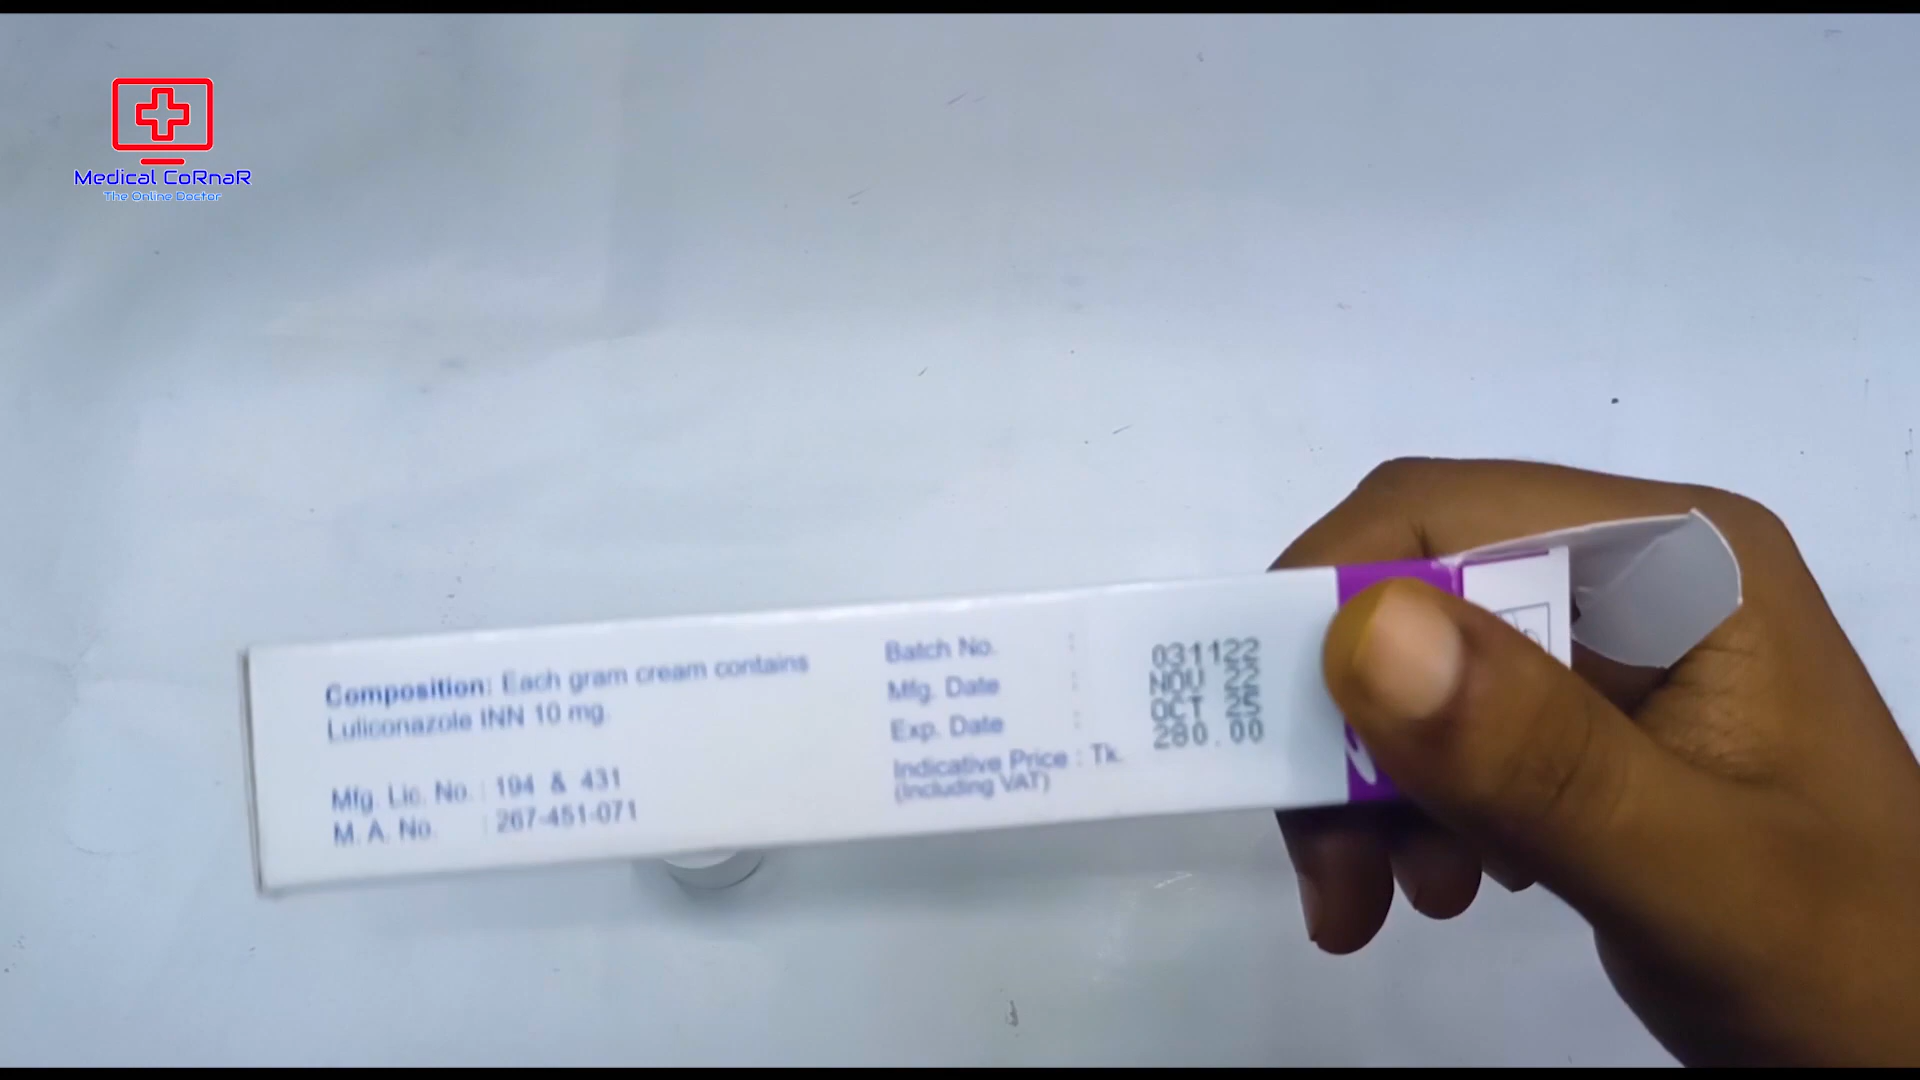 Medical CoRnaR
The Online Doctor
Composition: Each gram cream contains
Luliconazole INN 10 mg.
Mfg. Lic. No. : 194 & 431
M. A. No. : 267-451-071
Batch No. : 031122
Mfg. Date : NOV 22
Exp. Date : OCT 25
Indicative Price : Tk. 280.00
(Including VAT)